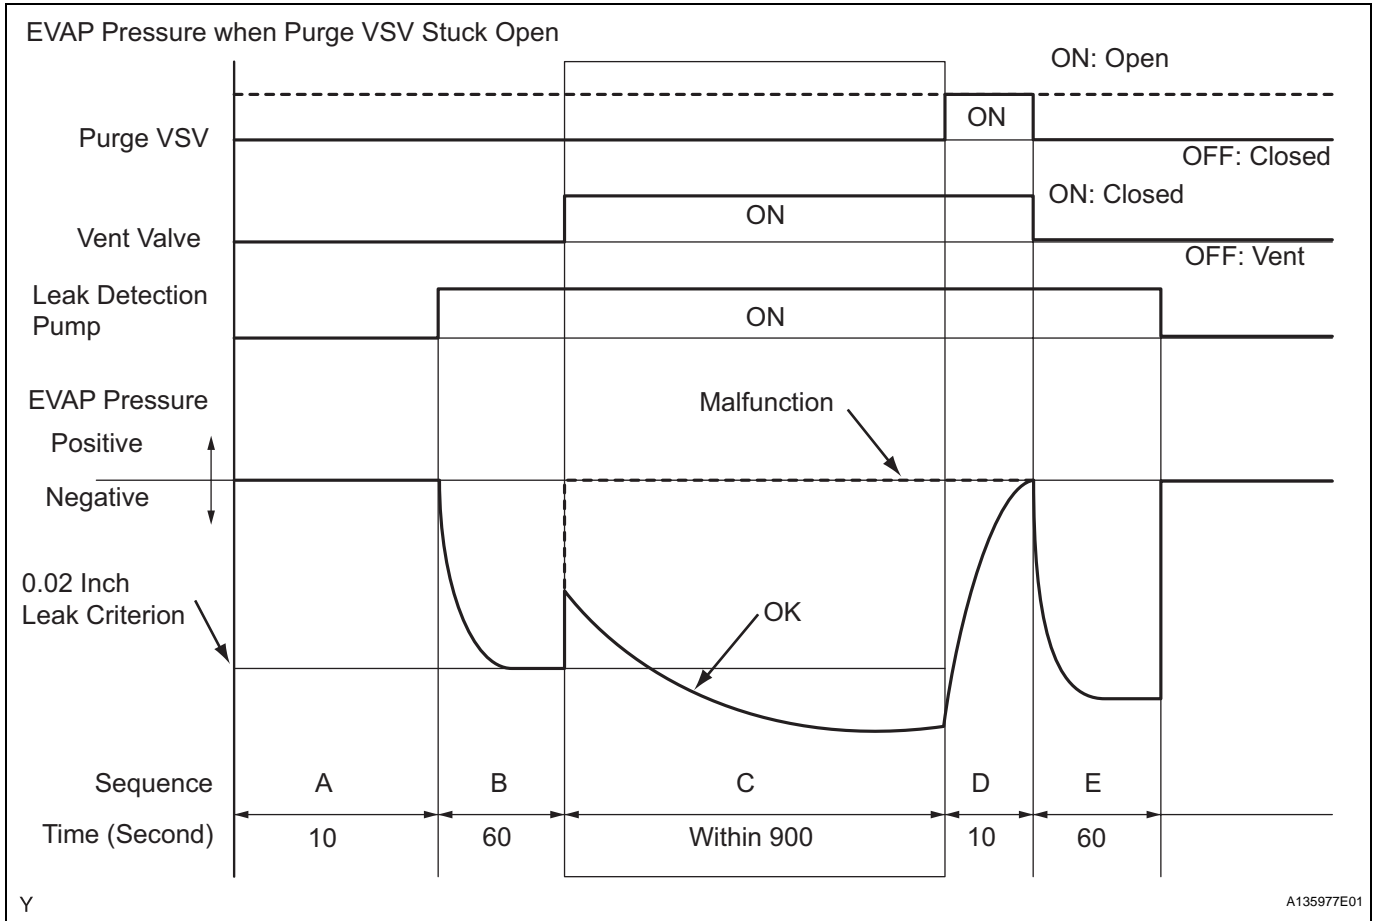 EVAP Pressure when Purge VSV Stuck Open
ON: Open
ON
Purge VSV
OFF: Closed
ON: Closed
ON
Vent Valve
OFF: Vent
Leak Detection
Pump
ON
EVAP Pressure
Malfunction
Positive
Negative
0.02 Inch
Leak Criterion
OK
Sequence A B C D E
Time (Second) 10 60 Within 900 10 60
Y
A135977E01